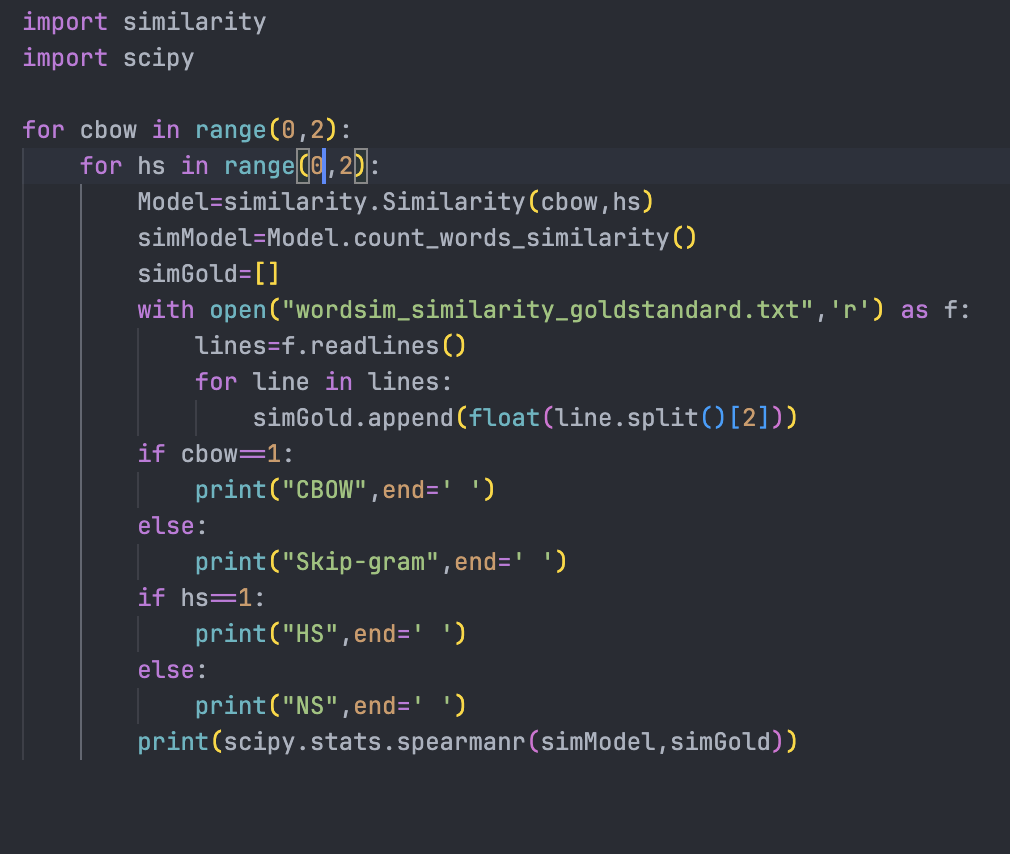 import similarity
import scipy

for cbow in range(0,2):
    for hs in range(0,2):
        Model=similarity.Similarity(cbow,hs)
        simModel=Model.count_words_similarity()
        simGold=[]
        with open("wordsim_similarity_goldstandard.txt",'r') as f:
            lines=f.readlines()
            for line in lines:
                simGold.append(float(line.split()[2]))
        if cbow==1:
            print("CBOW",end=' ')
        else:
            print("Skip-gram",end=' ')
        if hs==1:
            print("HS",end=' ')
        else:
            print("NS",end=' ')
        print(scipy.stats.spearmanr(simModel,simGold))